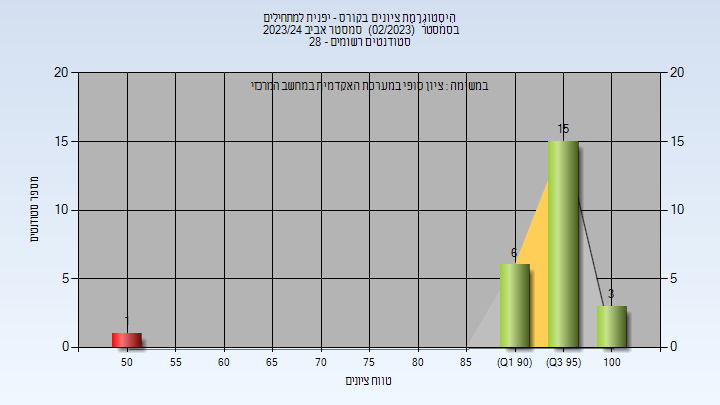 היסטוגרמת ציונים בקורס - יפנית למתחילים
בסמסטר (02/2023) סמסטר אביב 2023/24
סטודנטים רשומים - 28
במשימה : ציון סופי במערכת האקדמית במחשב המרכזי
20
15
10
5
0
20
15
10
5
0
מספר סטודנטים
1
6
15
3
50
55
60
65
70
75
80
85
(Q1 90)
(Q3 95)
100
טווח ציונים